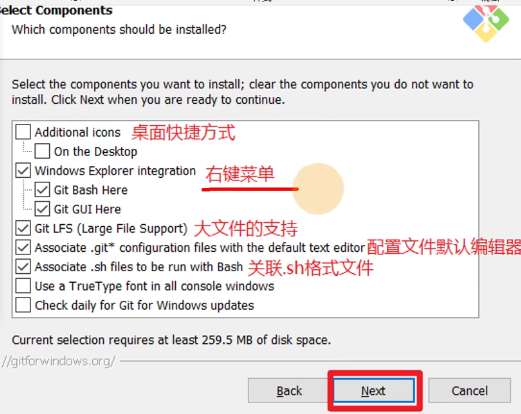 elect Components
Which components should be installed?
Select the components you want to install; clear the components you do not want to
install. Click Next when you are ready to continue.
Additional icons 桌面快捷方式
On the Desktop
Windows Explorer integration 右键菜单
Git Bash Here
Git GUI Here
Git LFS (Large File Support) 大文件的支持
Associate .git* configuration files with the default text editor 配置文件默认编辑器
Associate .sh files to be run with Bash 关联.sh格式文件
Use a TrueType font in all console windows
Check daily for Git for Windows updates
Current selection requires at least 259.5 MB of disk space.
//gitforwindows.org/
Back Next Cancel